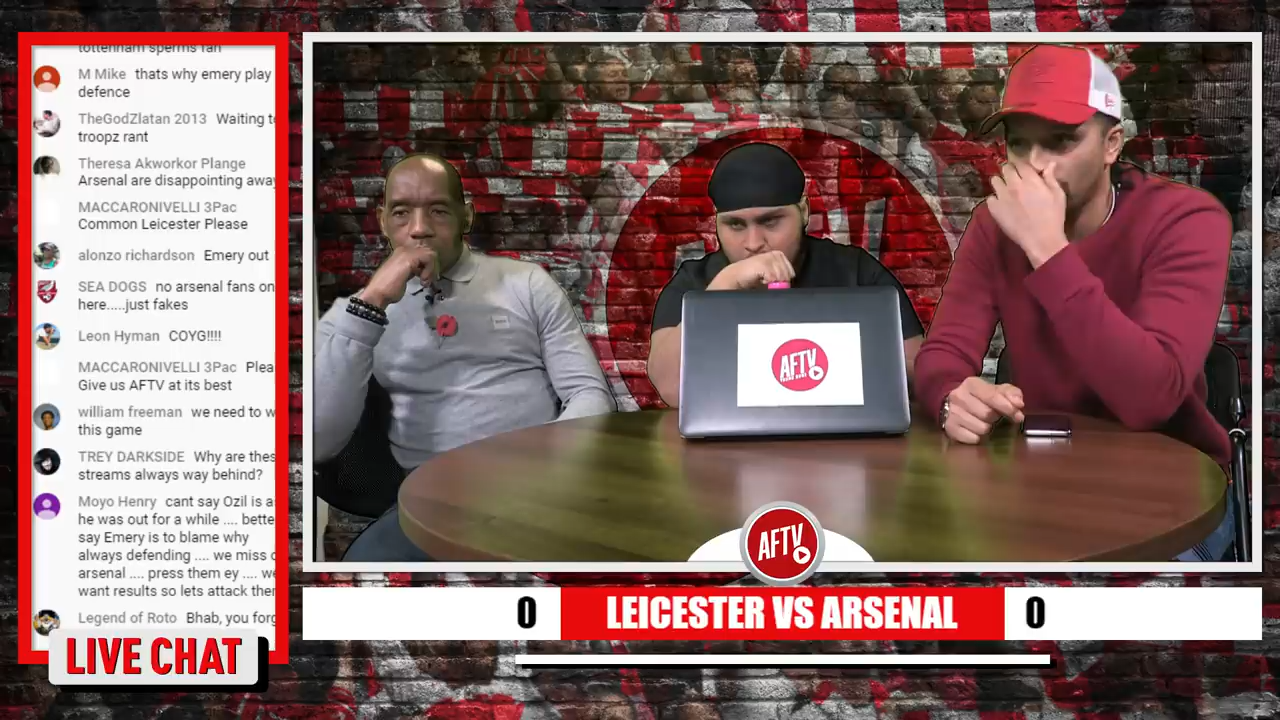 tottenham sperms fan
M Mike thats why emery play
defence
TheGodZlatan 2013 Waiting to
troopz rant
Theresa Akworkor Plange
Arsenal are disappointing away
MACCARONIVELLI 3Pac
Common Leicester Please
alonzo richardson Emery out
SEA DOGS no arsenal fans on
here.....just fakes
Leon Hyman COYG!!!!
MACCARONIVELLI 3Pac Plea
Give us AFTV at its best
william freeman we need to w
this game
TREY DARKSIDE Why are thes
streams always way behind?
Moyo Henry cant say Ozil is a
he was out for a while .... bette
say Emery is to blame why
always defending .... we miss
arsenal .... press them ey .... we
want results so lets attack ther
Legend of Roto Bhab, you forg
LIVE CHAT
AFTV
AFTV
0 LEICESTER VS ARSENAL 0